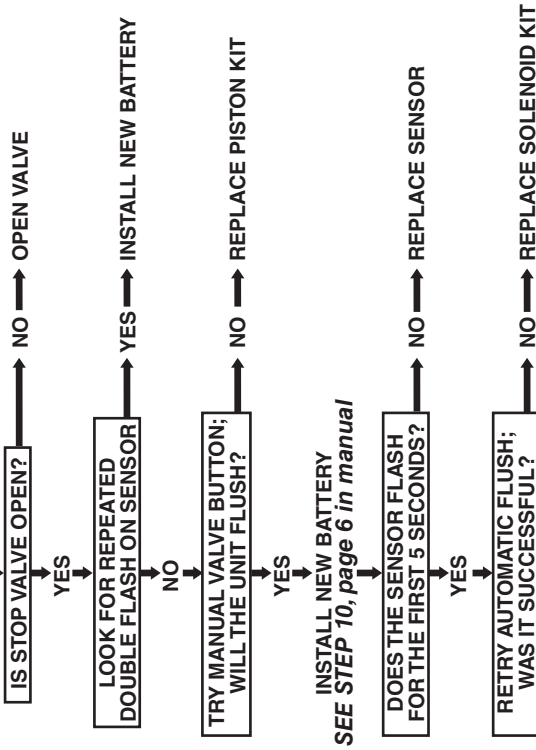 IS STOP VALVE OPEN?
NO
OPEN VALVE
YES
LOOK FOR REPEATED
DOUBLE FLASH ON SENSOR
YES
INSTALL NEW BATTERY
NO
TRY MANUAL VALVE BUTTON;
WILL THE UNIT FLUSH?
NO
REPLACE PISTON KIT
YES
INSTALL NEW BATTERY
SEE STEP 10, page 6 in manual
DOES THE SENSOR FLASH
FOR THE FIRST 5 SECONDS?
NO
REPLACE SENSOR
YES
RETRY AUTOMATIC FLUSH;
WAS IT SUCCESSFUL?
NO
REPLACE SOLENOID KIT